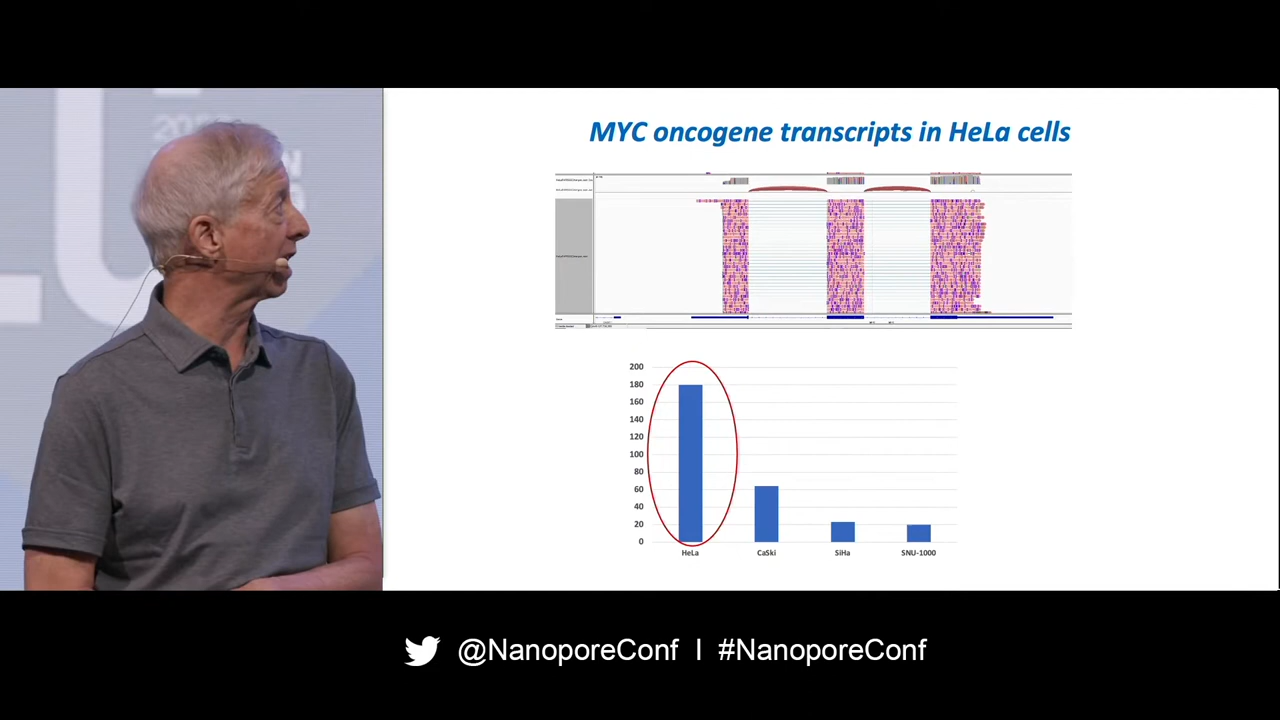 MYC oncogene transcripts in HeLa cells
200
180
160
140
120
100
80
60
40
20
0
HeLa
CaSki
SiHa
SNU-1000
@NanoporeConf | #NanoporeConf